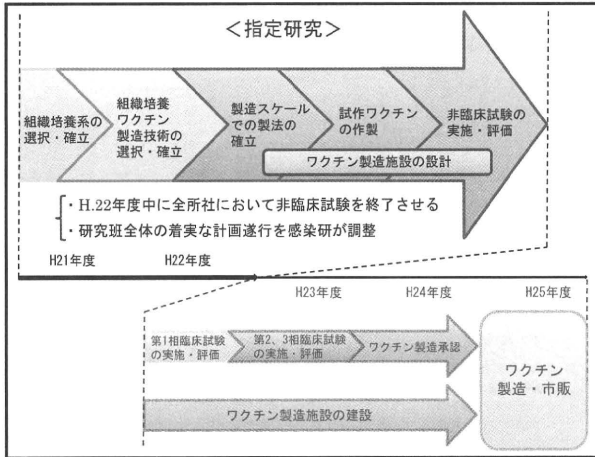 ＜指定研究＞
組織培養系の
選択・確立
組織培養
ワクチン
製造技術の
選択・確立
製造スケール
での製法の
確立
試作ワクチン
の作製
非臨床試験の
実施・評価
ワクチン製造施設の設計
・H.22年度中に全所社において非臨床試験を終了させる
・研究班全体の着実な計画遂行を感染研が調整
H21年度
H22年度
H23年度
H24年度
H25年度
第1相臨床試験
の実施・評価
第2、3相臨床試験
の実施・評価
ワクチン製造承認
ワクチン
製造・市販
ワクチン製造施設の建設